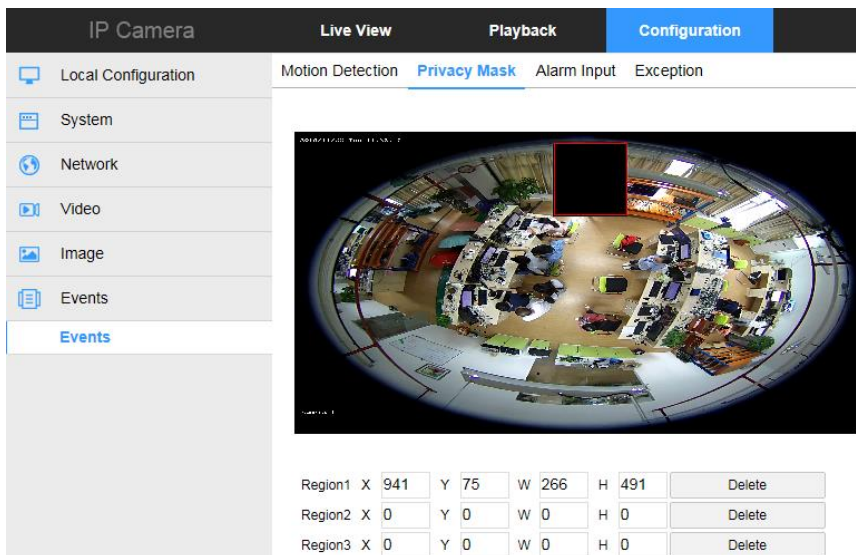 IP Camera Live View Playback Configuration
Local Configuration
System
Network
Video
Image
Events
Events
Motion Detection Privacy Mask Alarm Input Exception
Region1 X 941 Y 75 W 266 H 491 Delete
Region2 X 0 Y 0 W 0 H 0 Delete
Region3 X 0 Y 0 W 0 H 0 Delete